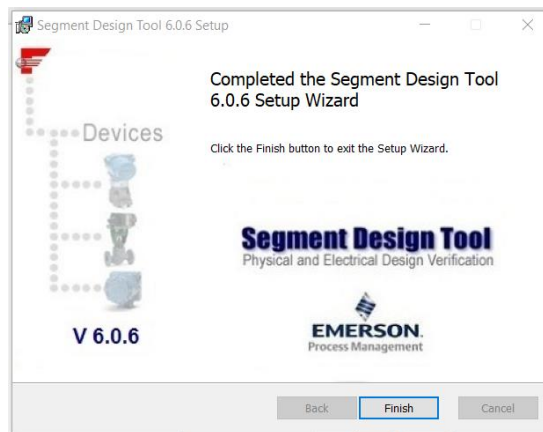 Segment Design Tool 6.0.6 Setup
Completed the Segment Design Tool
6.0.6 Setup Wizard
Click the Finish button to exit the Setup Wizard.
Devices
Segment Design Tool
Physical and Electrical Design Verification
V 6.0.6
EMERSON.
Process Management
Back
Finish
Cancel